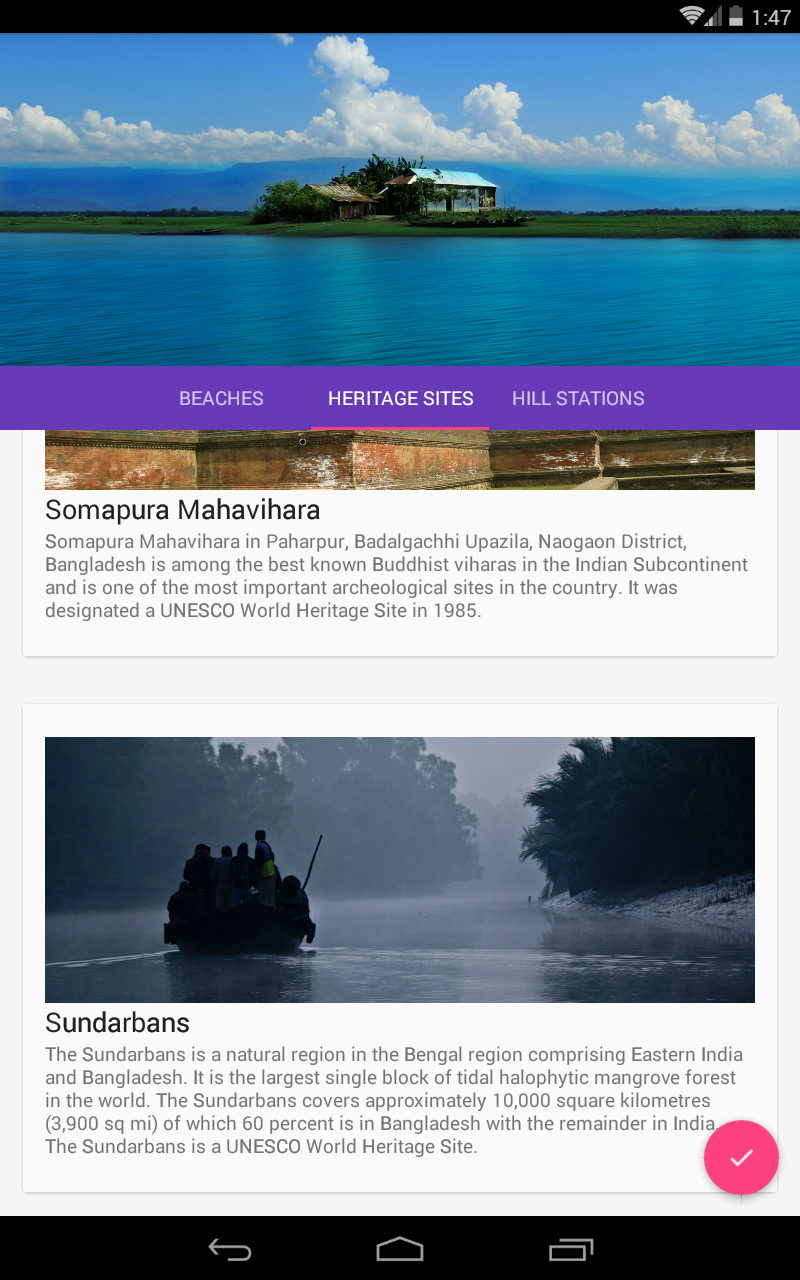 1:47
BEACHES HERITAGE SITES HILL STATIONS
Somapura Mahavihara
Somapura Mahavihara in Paharpur, Badalgachhi Upazila, Naogaon District,
Bangladesh is among the best known Buddhist viharas in the Indian Subcontinent
and is one of the most important archeological sites in the country. It was
designated a UNESCO World Heritage Site in 1985.
Sundarbans
The Sundarbans is a natural region in the Bengal region comprising Eastern India
and Bangladesh. It is the largest single block of tidal halophytic mangrove forest
in the world. The Sundarbans covers approximately 10,000 square kilometres
(3,900 sq mi) of which 60 percent is in Bangladesh with the remainder in India.
The Sundarbans is a UNESCO World Heritage Site.